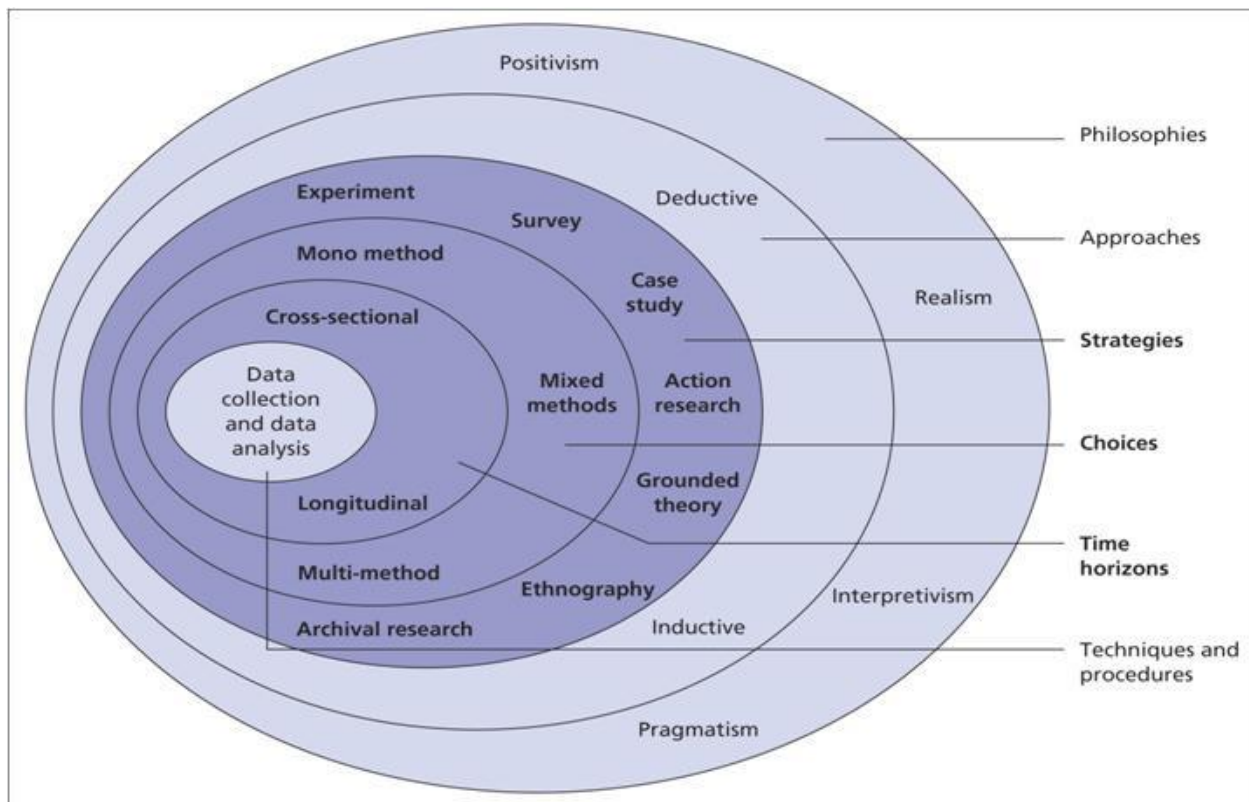 Positivism
Philosophies
Experiment
Deductive
Survey
Approaches
Mono method
Case
study
Realism
Cross-sectional
Strategies
Data
collection
and data
analysis
Mixed
methods
Action
research
Choices
Longitudinal
Grounded
theory
Time
horizons
Multi-method
Ethnography
Interpretivism
Archival research
Inductive
Techniques and
procedures
Pragmatism